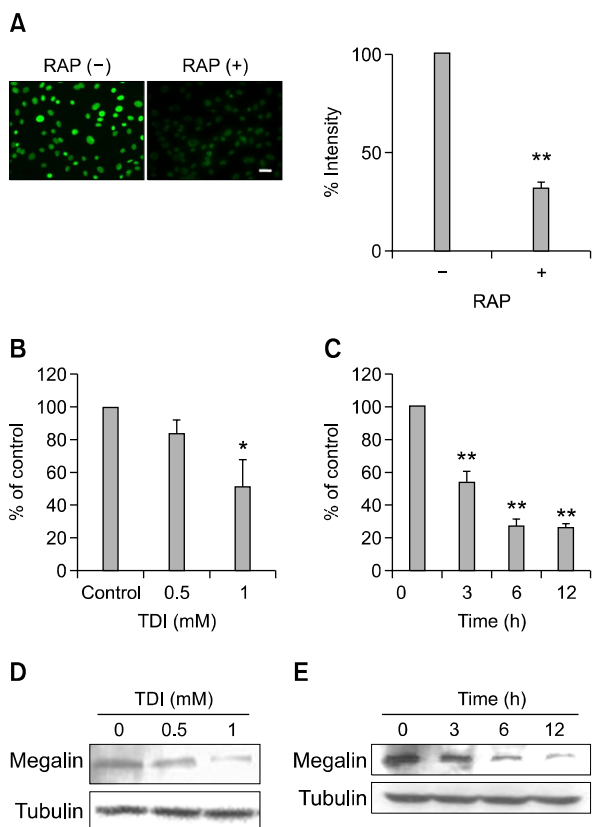 A
RAP (−) RAP (+)
100
50
0
% Intensity
− +
RAP
B
120
100
80
60
40
20
0
% of control
*
Control 0.5 1
TDI (mM)
C
120
100
80
60
40
20
0
% of control
** ** **
0 3 6 12
Time (h)
**
D
TDI (mM)
0 0.5 1
Megalin
Tubulin
E
Time (h)
0 3 6 12
Megalin
Tubulin